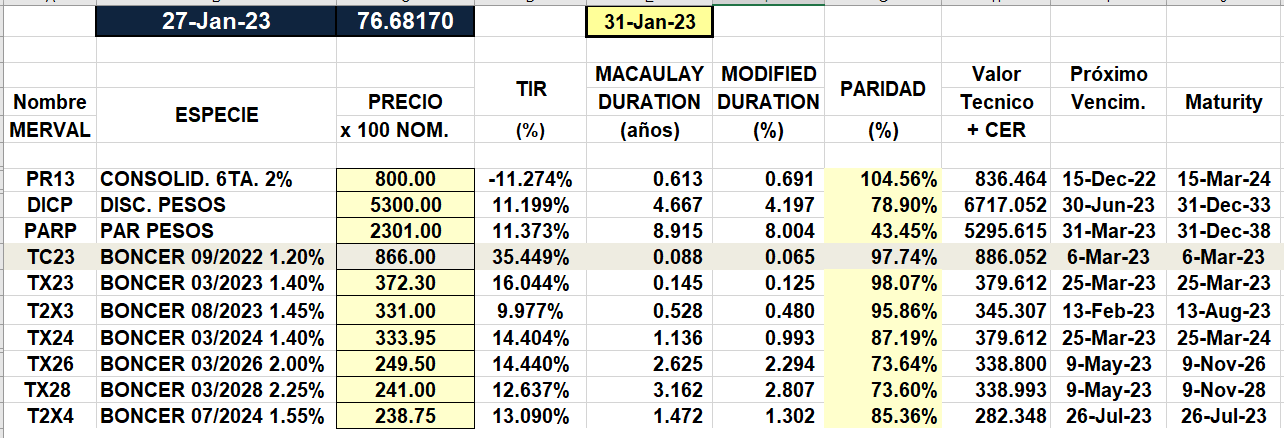 27-Jan-23 76.68170 31-Jan-23
MACAULAY MODIFIED Valor Próximo
TIR PARIDAD
Nombre PRECIO DURATION DURATION Tecnico Vencim. Maturity
ESPECIE
MERVAL x 100 NOM. (%) (años) (%) (%) + CER
PR13 CONSOLID. 6TA. 2% 800.00 -11.274% 0.613 0.691 104.56% 836.464 15-Dec-22 15-Mar-24
DICP DISC. PESOS 5300.00 11.199% 4.667 4.197 78.90% 6717.052 30-Jun-23 31-Dec-33
PARP PAR PESOS 2301.00 11.373% 8.915 8.004 43.45% 5295.615 31-Mar-23 31-Dec-38
TC23 BONCER 09/2022 1.20% 866.00 35.449% 0.088 0.065 97.74% 886.052 6-Mar-23 6-Mar-23
TX23 BONCER 03/2023 1.40% 372.30 16.044% 0.145 0.125 98.07% 379.612 25-Mar-23 25-Mar-23
T2X3 BONCER 08/2023 1.45% 331.00 9.977% 0.528 0.480 95.86% 345.307 13-Feb-23 13-Aug-23
TX24 BONCER 03/2024 1.40% 333.95 14.404% 1.136 0.993 87.19% 379.612 25-Mar-23 25-Mar-24
TX26 BONCER 03/2026 2.00% 249.50 14.440% 2.625 2.294 73.64% 338.800 9-May-23 9-Nov-26
TX28 BONCER 03/2028 2.25% 241.00 12.637% 3.162 2.807 73.60% 338.993 9-May-23 9-Nov-28
T2X4 BONCER 07/2024 1.55% 238.75 13.090% 1.472 1.302 85.36% 282.348 26-Jul-23 26-Jul-23